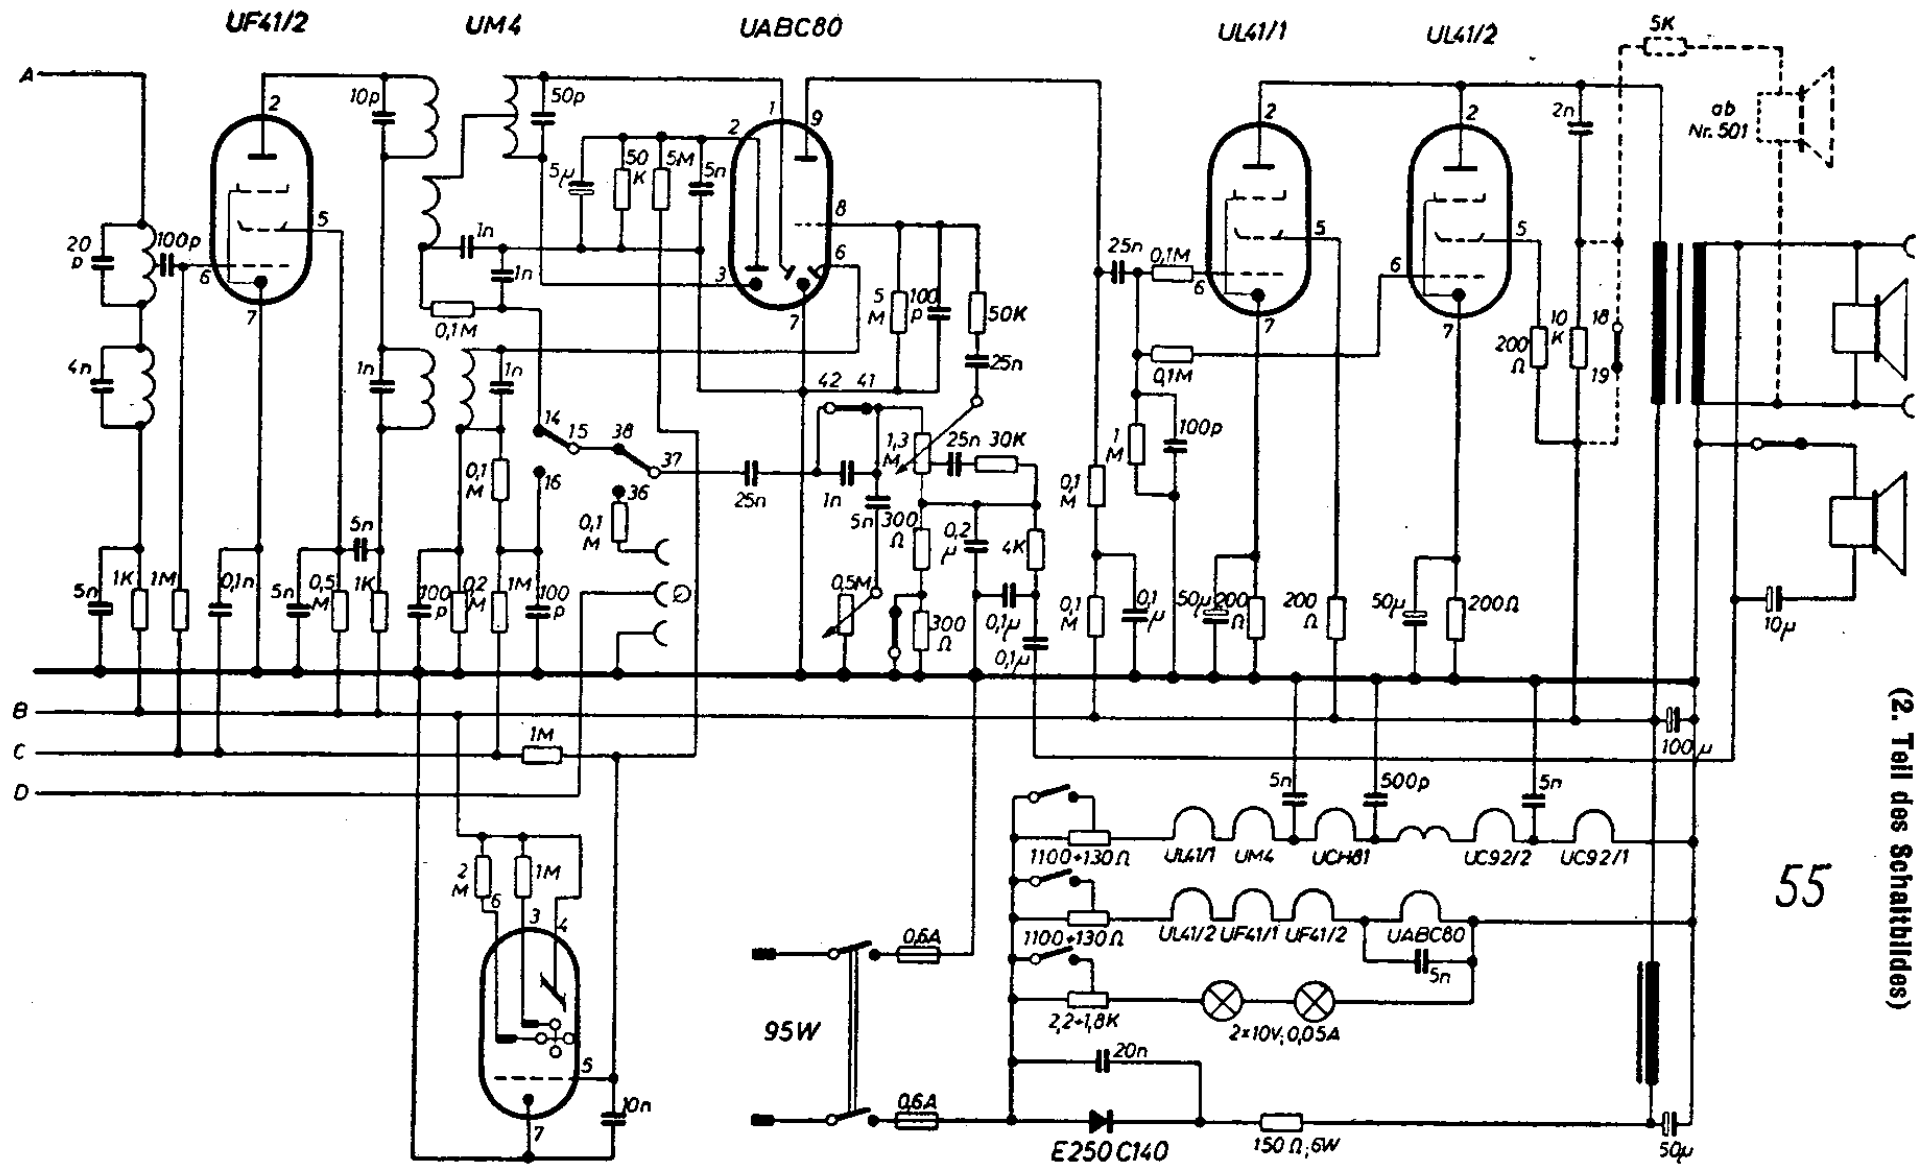 UF41/2 UM4 UABC80 UL41/1 UL41/2 5K
A
2 10p 50p 1 9 2 2 2n ab
Nr. 501
5µ 50 K 5M 5n 2
5 8 5 5
20 p 100p 6 1n 6 25n 0,1M 6 6
7 1n 3 7 5 M 100 p 50K 7 7 200 Ω 10 K 18
0,1M
4n 1n 1n 42 41 25n 0,1M 19
14 15 38 1,3 M 25n 30K 1 M 100p
0,1 M 16 37 25n 1n 0,1 M
36 0,1 M 5n 300 Ω 0,2 µ 4K
5n
5n 1K 1M 0,1n 5n 0,5 M 1K 100 p 0,2 M 1M 100 p 0,5M 300 Ω 0,1µ 0,1µ 0,1 M 0,1 µ 50µ 200 Ω 200 Ω 50µ 200Ω 10µ
B
100µ
C 1M
D
5n 500p 5n
1100+130Ω UL41/1 UM4 UCH81 UC92/2 UC92/1
2 M 1M
6 3 4
1100+130Ω UL41/2 UF41/1 UF41/2 UABC80
5n
0,6A
2,2+1,8K 2×10V;0,05A
95W
20n
5
10n
7
0,6A
E250C140 150Ω;6W 50µ
(2. Teil des Schaltbildes)
55